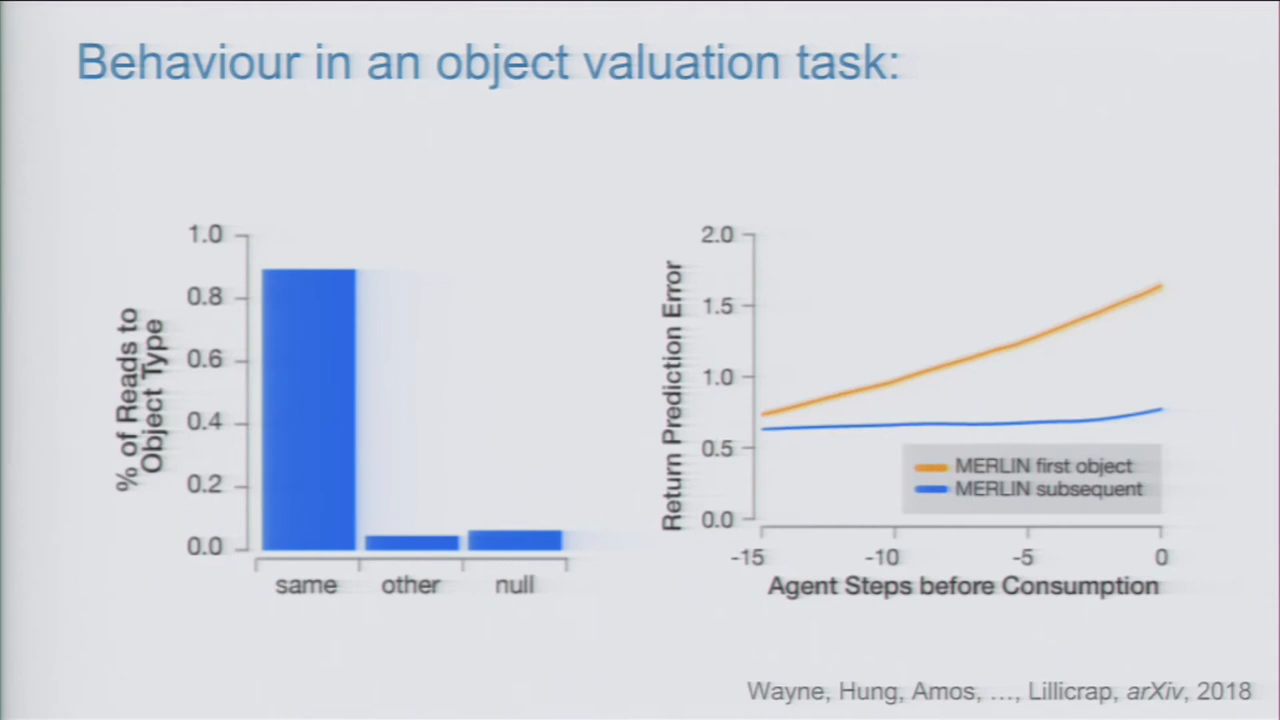 Behaviour in an object valuation task:
% of Reads to
Object Type
1.0
0.8
0.6
0.4
0.2
0.0
same other null
Return Prediction Error
2.0
1.5
1.0
0.5
0.0
MERLIN first object
MERLIN subsequent
-15 -10 -5 0
Agent Steps before Consumption
Wayne, Hung, Amos, ..., Lillicrap, arXiv, 2018